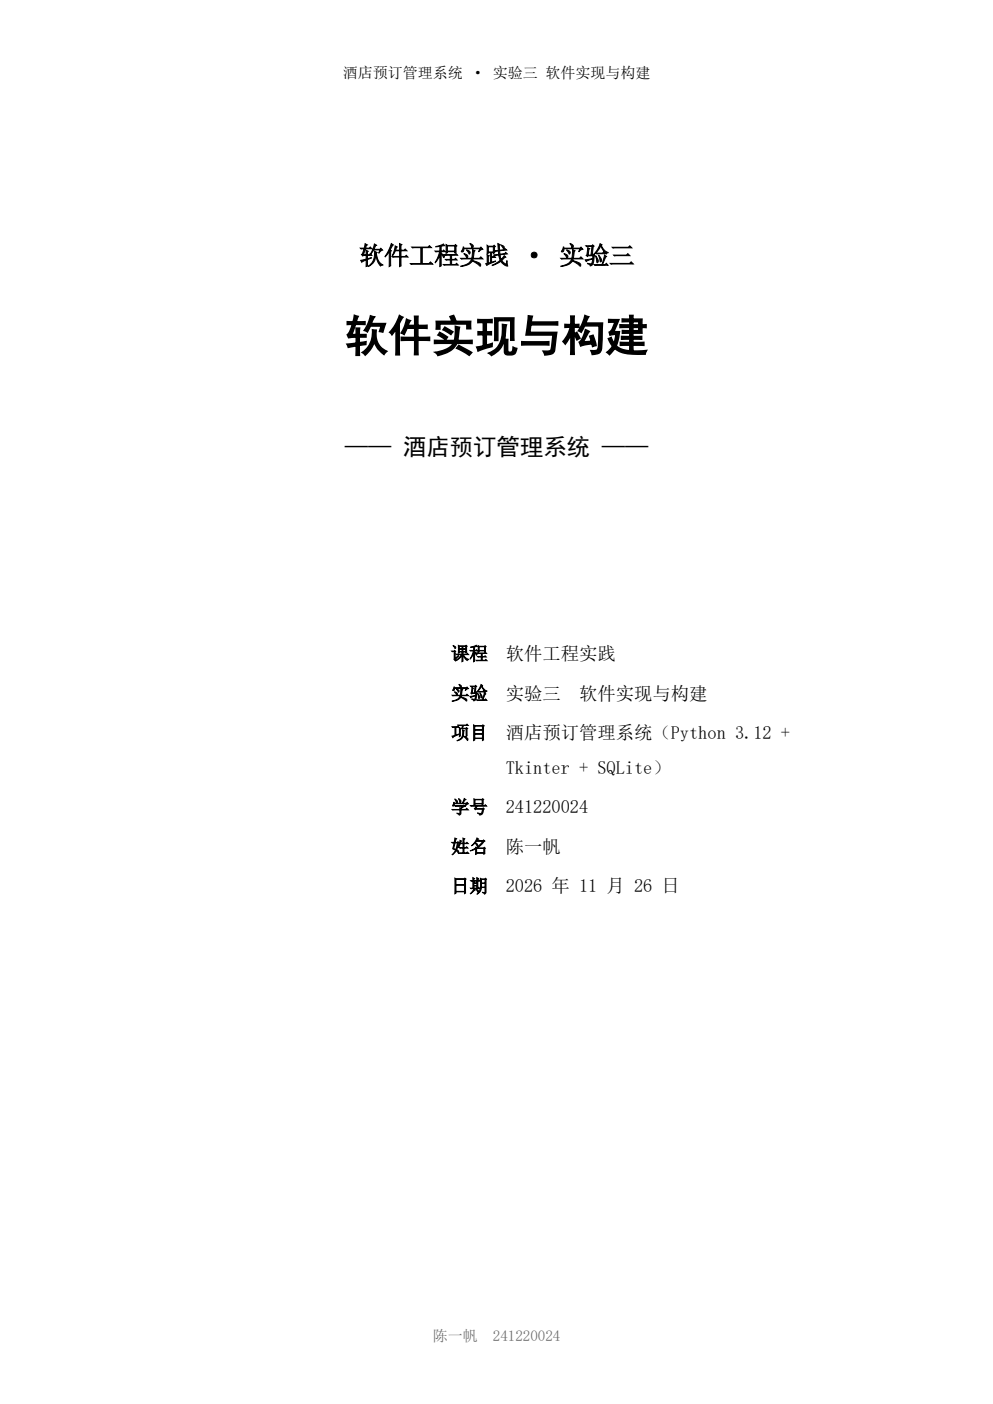 酒店预订管理系统 • 实验三 软件实现与构建
软件工程实践 • 实验三
软件实现与构建
—— 酒店预订管理系统 ——
课程 软件工程实践
实验 实验三　软件实现与构建
项目 酒店预订管理系统（Python 3.12 +
Tkinter + SQLite）
学号 241220024
姓名 陈一帆
日期 2026 年 11 月 26 日
陈一帆　241220024